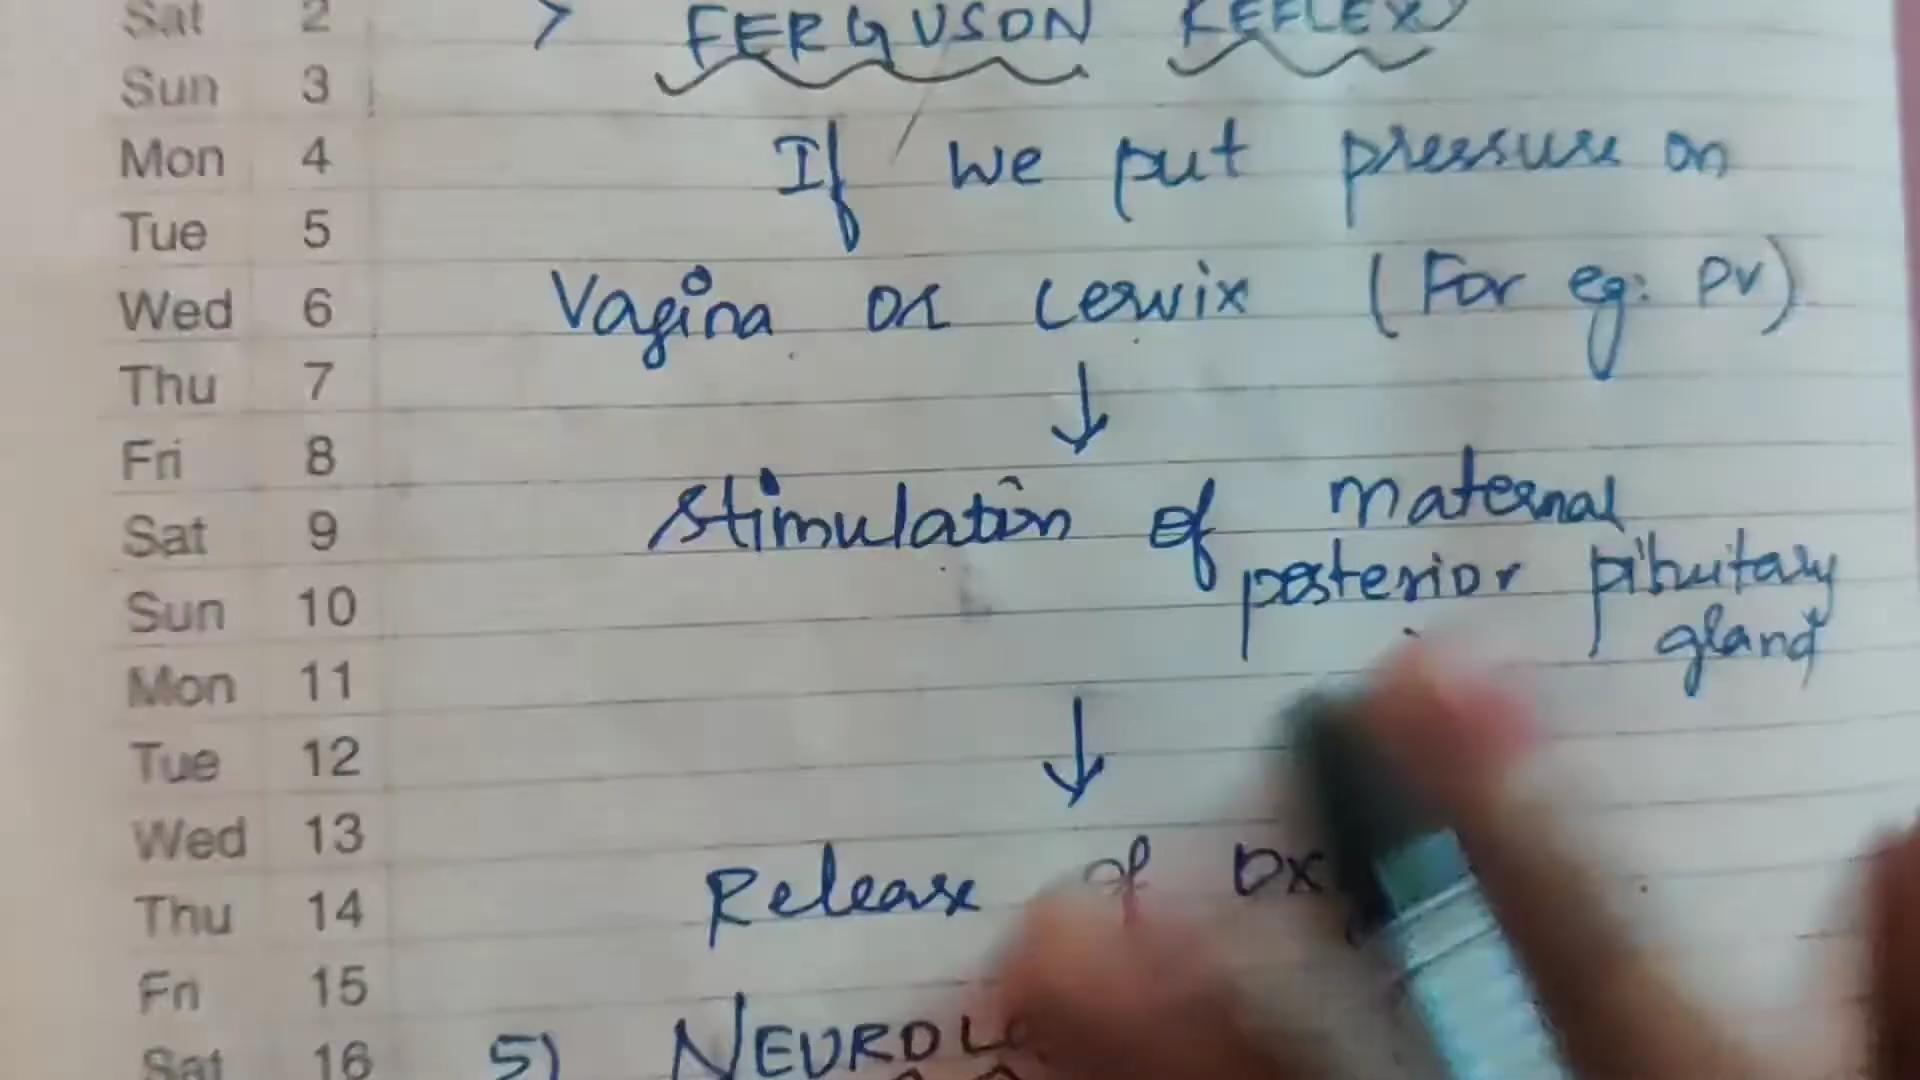 Sat 2 > FERGUSON REFLEX
Sun 3
Mon 4 If we put pressure on
Tue 5
Wed 6 Vagina or cervix (For eg: PV)
Thu 7 ↓
Fri 8
Sat 9 stimulation of maternal
Sun 10 posterior pituitary
Mon 11 gland
Tue 12 ↓
Wed 13
Thu 14 Release of
Fri 15
Sat 16 5)